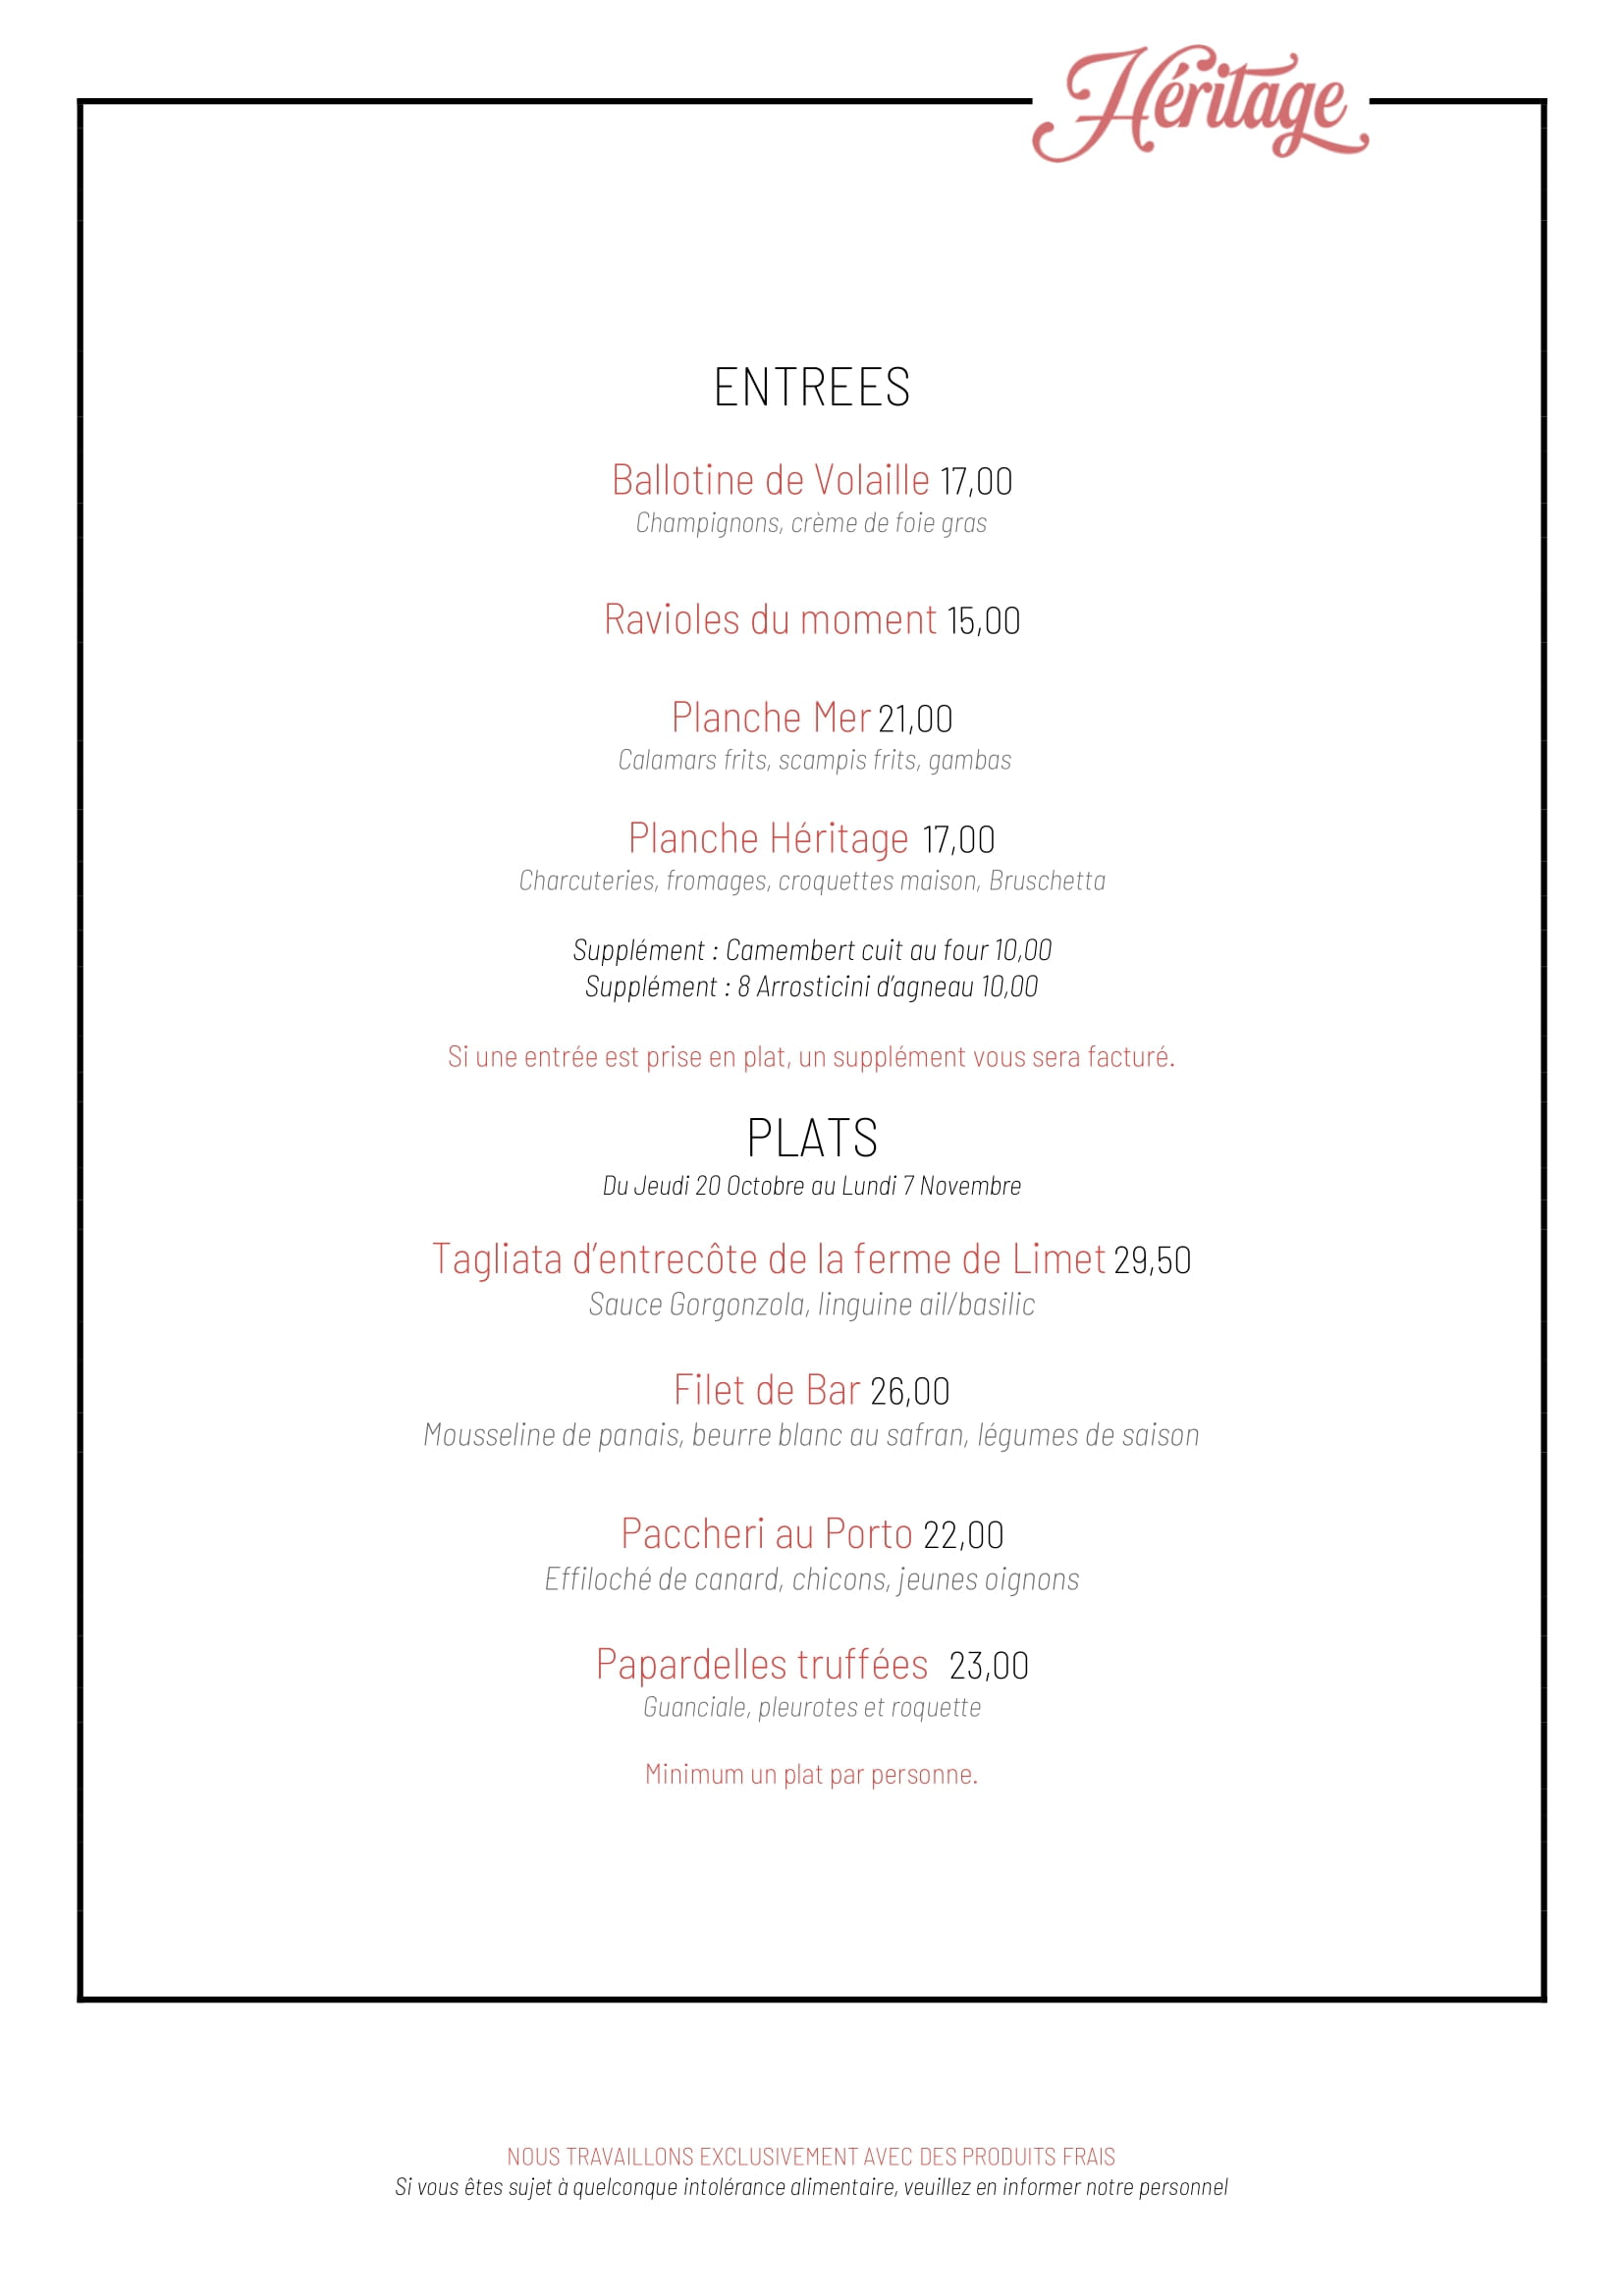 Héritage
ENTREES
Ballotine de Volaille 17,00
Champignons, crème de foie gras
Ravioles du moment 15,00
Planche Mer 21,00
Calamars frits, scampis frits, gambas
Planche Héritage 17,00
Charcuteries, fromages, croquettes maison, Bruschetta
Supplément : Camembert cuit au four 10,00
Supplément : 8 Arrosticini d’agneau 10,00
Si une entrée est prise en plat, un supplément vous sera facturé.
PLATS
Du Jeudi 20 Octobre au Lundi 7 Novembre
Tagliata d’entrecôte de la ferme de Limet 29,50
Sauce Gorgonzola, linguine ail/basilic
Filet de Bar 26,00
Mousseline de panais, beurre blanc au safran, légumes de saison
Paccheri au Porto 22,00
Effiloché de canard, chicons, jeunes oignons
Papardelles truffées 23,00
Guanciale, pleurotes et roquette
Minimum un plat par personne.
NOUS TRAVAILLONS EXCLUSIVEMENT AVEC DES PRODUITS FRAIS
Si vous êtes sujet à quelconque intolérance alimentaire, veuillez en informer notre personnel